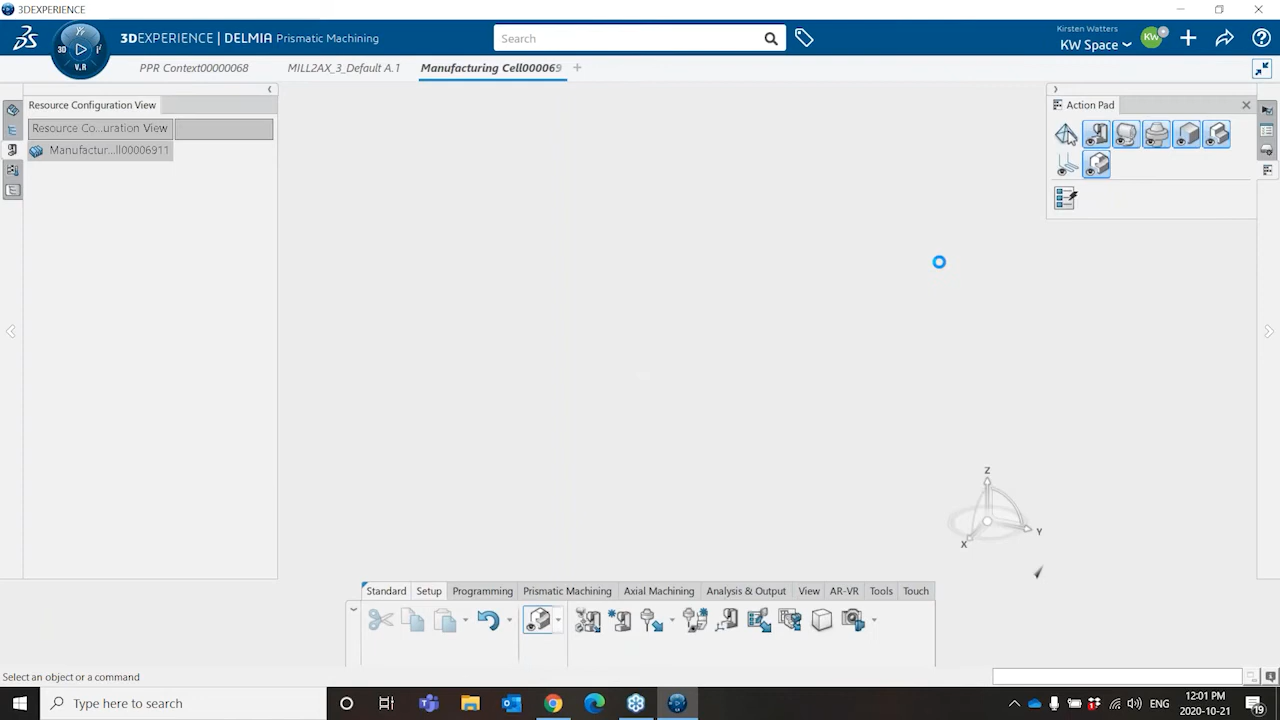 3DEXPERIENCE
3DEXPERIENCE | DELMIA Prismatic Machining
Search
Kirsten Watters
KW Space
KW
3D
V.R
PPR Context00000068
MILL2AX_3_Default A.1
Manufacturing Cell0000069
Resource Configuration View
Resource Co...uration View
Manufactur...ll00006911
Action Pad
Z
Y
X
Standard
Setup
Programming
Prismatic Machining
Axial Machining
Analysis & Output
View
AR-VR
Tools
Touch
Select an object or a command
Type here to search
ENG
12:01 PM
2020-10-21
19